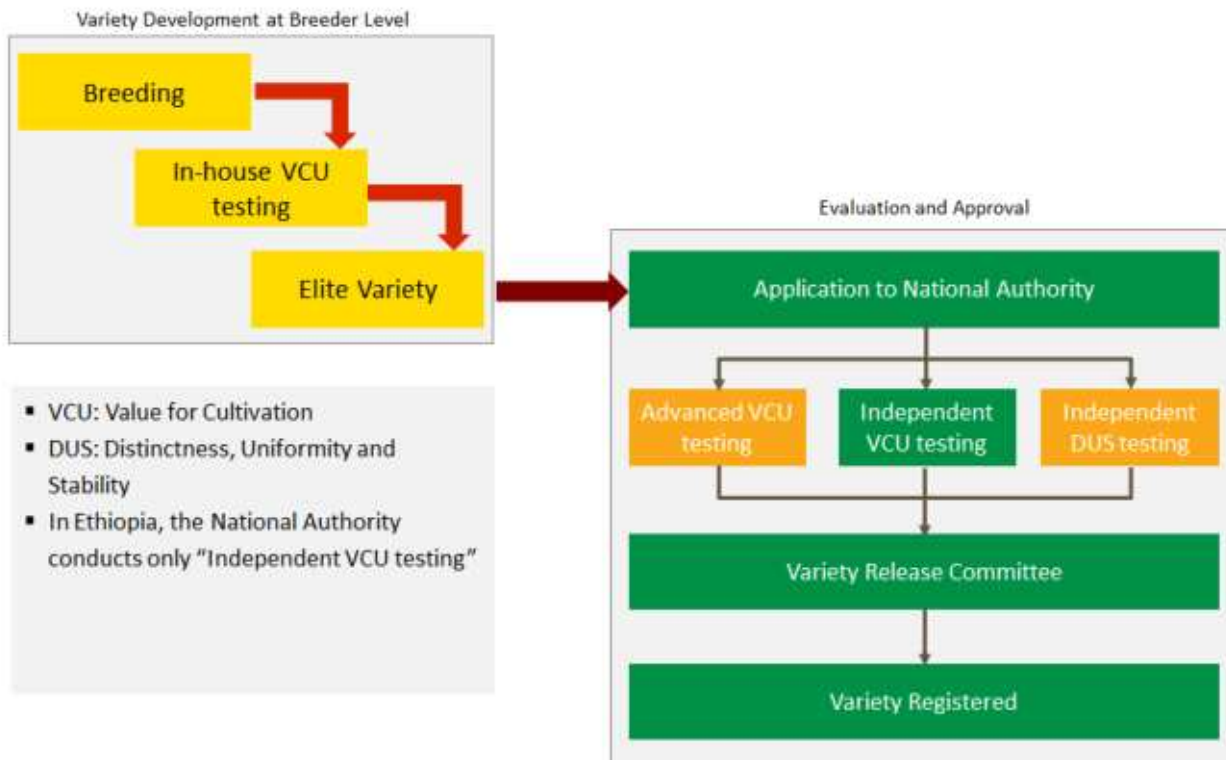 Variety Development at Breeder Level
Breeding
In-house VCU
testing
Elite Variety
▪ VCU: Value for Cultivation
▪ DUS: Distinctness, Uniformity and
Stability
▪ In Ethiopia, the National Authority
conducts only “Independent VCU testing”
Evaluation and Approval
Application to National Authority
Advanced VCU
testing
Independent
VCU testing
Independent
DUS testing
Variety Release Committee
Variety Registered